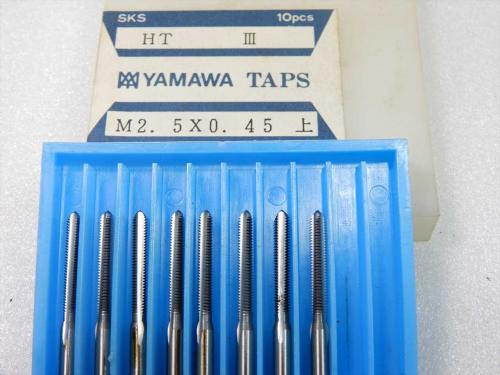 SKS 10pcs
HT III
YAMAWA TAPS
M2.5X0.45 上